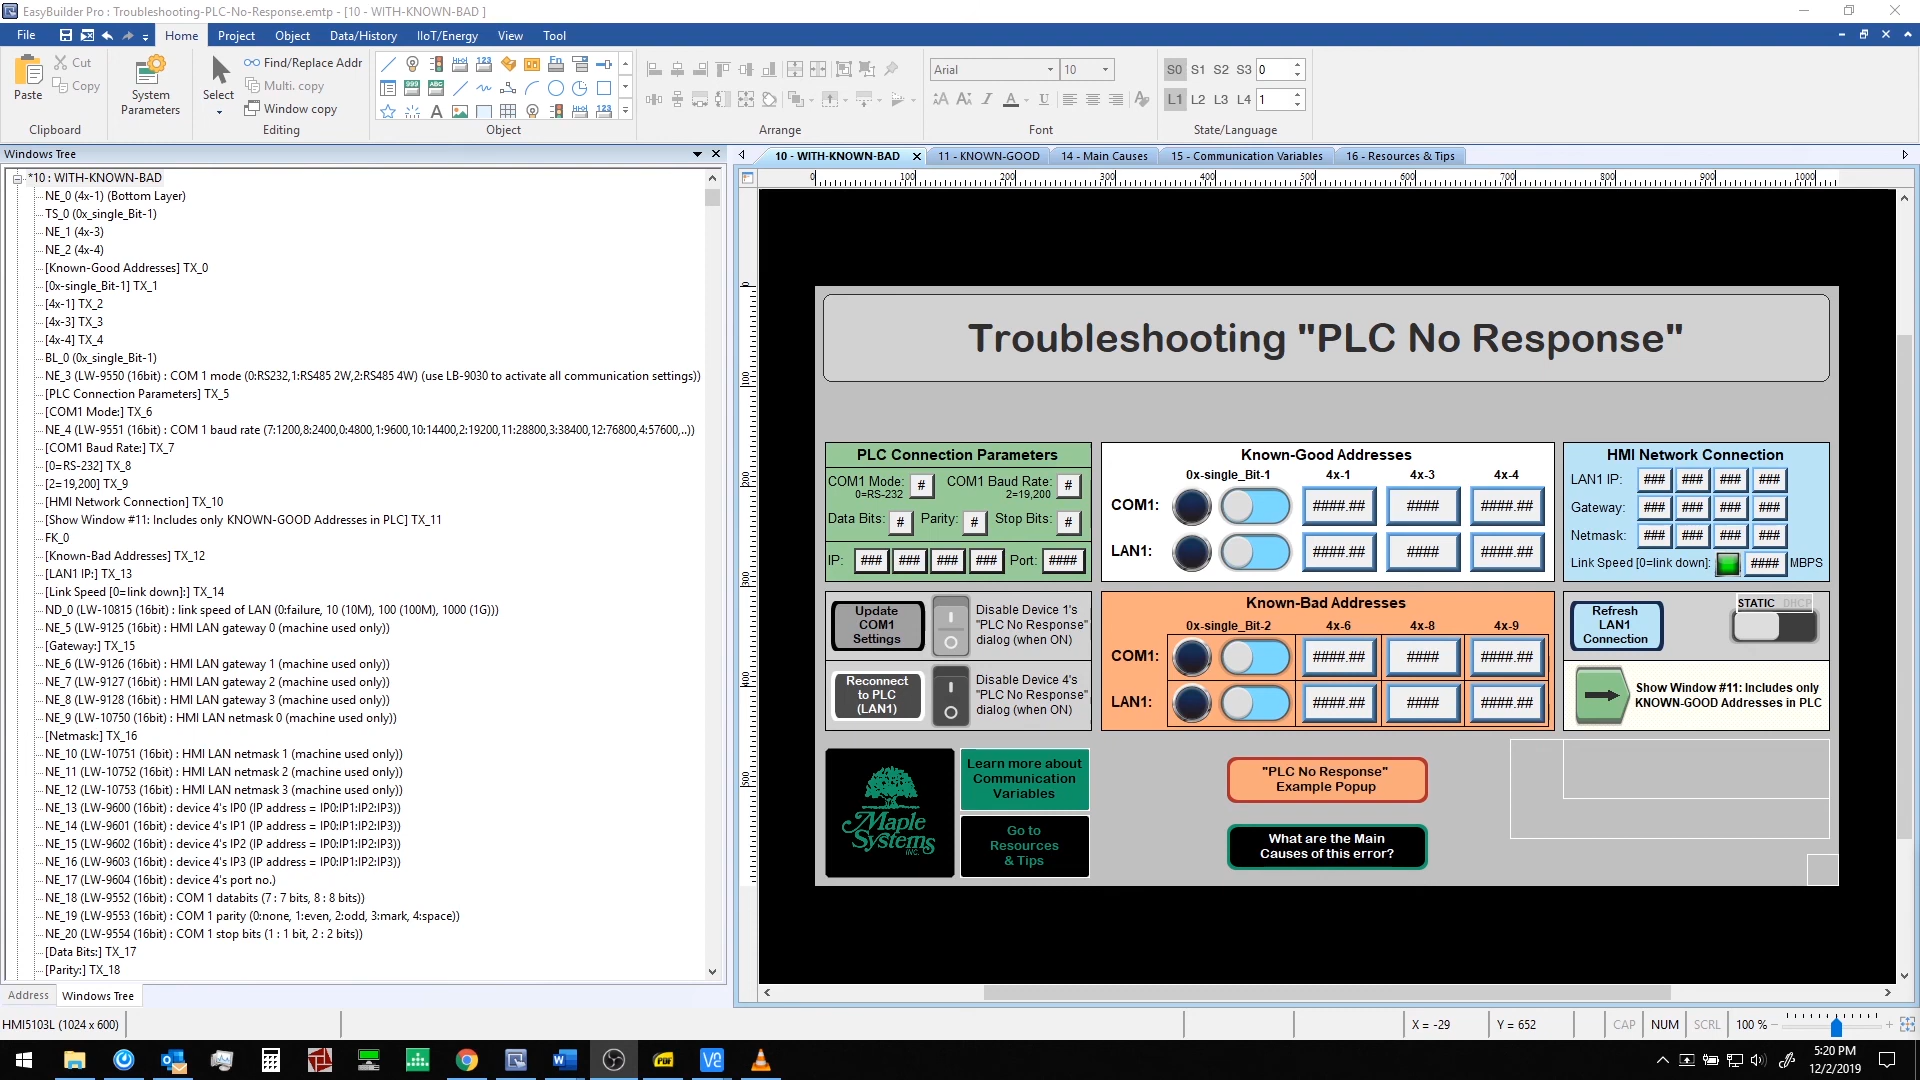 EasyBuilder Pro : Troubleshooting-PLC-No-Response.emtp - [10 - WITH-KNOWN-BAD ]
File Home Project Object Data/History IIoT/Energy View Tool
Paste Cut Copy System Parameters Select Find/Replace Addr Multi. copy Window copy
Arial 10 S0 S1 S2 S3 0
L1 L2 L3 L4 1
Clipboard Editing Object Arrange Font State/Language
Windows Tree
10 - WITH-KNOWN-BAD 11 - KNOWN-GOOD 14 - Main Causes 15 - Communication Variables 16 - Resources & Tips
*10 : WITH-KNOWN-BAD
NE_0 (4x-1) (Bottom Layer)
TS_0 (0x_single_Bit-1)
NE_1 (4x-3)
NE_2 (4x-4)
[Known-Good Addresses] TX_0
[0x-single_Bit-1] TX_1
[4x-1] TX_2
[4x-3] TX_3
[4x-4] TX_4
BL_0 (0x_single_Bit-1)
NE_3 (LW-9550 (16bit) : COM 1 mode (0:RS232,1:RS485 2W,2:RS485 4W) (use LB-9030 to activate all communication settings))
[PLC Connection Parameters] TX_5
[COM1 Mode:] TX_6
NE_4 (LW-9551 (16bit) : COM 1 baud rate (7:1200,8:2400,0:4800,1:9600,10:14400,2:19200,11:28800,3:38400,12:76800,4:57600,..))
[COM1 Baud Rate:] TX_7
[0=RS-232] TX_8
[2=19,200] TX_9
[HMI Network Connection] TX_10
[Show Window #11: Includes only KNOWN-GOOD Addresses in PLC] TX_11
FK_0
[Known-Bad Addresses] TX_12
[LAN1 IP:] TX_13
[Link Speed [0=link down]:] TX_14
ND_0 (LW-10815 (16bit) : link speed of LAN (0:failure, 10 (10M), 100 (100M), 1000 (1G)))
NE_5 (LW-9125 (16bit) : HMI LAN gateway 0 (machine used only))
[Gateway:] TX_15
NE_6 (LW-9126 (16bit) : HMI LAN gateway 1 (machine used only))
NE_7 (LW-9127 (16bit) : HMI LAN gateway 2 (machine used only))
NE_8 (LW-9128 (16bit) : HMI LAN gateway 3 (machine used only))
NE_9 (LW-10750 (16bit) : HMI LAN netmask 0 (machine used only))
[Netmask:] TX_16
NE_10 (LW-10751 (16bit) : HMI LAN netmask 1 (machine used only))
NE_11 (LW-10752 (16bit) : HMI LAN netmask 2 (machine used only))
NE_12 (LW-10753 (16bit) : HMI LAN netmask 3 (machine used only))
NE_13 (LW-9600 (16bit) : device 4's IP0 (IP address = IP0:IP1:IP2:IP3))
NE_14 (LW-9601 (16bit) : device 4's IP1 (IP address = IP0:IP1:IP2:IP3))
NE_15 (LW-9602 (16bit) : device 4's IP2 (IP address = IP0:IP1:IP2:IP3))
NE_16 (LW-9603 (16bit) : device 4's IP3 (IP address = IP0:IP1:IP2:IP3))
NE_17 (LW-9604 (16bit) : device 4's port no.)
NE_18 (LW-9552 (16bit) : COM 1 databits (7 : 7 bits, 8 : 8 bits))
NE_19 (LW-9553 (16bit) : COM 1 parity (0:none, 1:even, 2:odd, 3:mark, 4:space))
NE_20 (LW-9554 (16bit) : COM 1 stop bits (1 : 1 bit, 2 : 2 bits))
[Data Bits:] TX_17
[Parity:] TX_18
Address Windows Tree
0 100 200 300 400 500 600 700 800 900 1000
0 100 200 300 400 500
Troubleshooting "PLC No Response"
PLC Connection Parameters
COM1 Mode: # COM1 Baud Rate: #
0=RS-232 2=19,200
Data Bits: # Parity: # Stop Bits: #
IP: ### ### ### ### Port: ####
Known-Good Addresses
0x-single_Bit-1 4x-1 4x-3 4x-4
COM1: ####.## #### ####.##
LAN1: ####.## #### ####.##
HMI Network Connection
LAN1 IP: ### ### ### ###
Gateway: ### ### ### ###
Netmask: ### ### ### ###
Link Speed [0=link down]: #### MBPS
Update
COM1
Settings
Disable Device 1's
"PLC No Response"
dialog (when ON)
Reconnect
to PLC
(LAN1)
Disable Device 4's
"PLC No Response"
dialog (when ON)
Known-Bad Addresses
0x-single_Bit-2 4x-6 4x-8 4x-9
COM1: ####.## #### ####.##
LAN1: ####.## #### ####.##
Refresh
LAN1
Connection
STATIC DHCP
Show Window #11: Includes only
KNOWN-GOOD Addresses in PLC
Maple
Systems
INC.
Learn more about
Communication
Variables
Go to
Resources
& Tips
"PLC No Response"
Example Popup
What are the Main
Causes of this error?
HMI5103L (1024 x 600) X = -29 Y = 652 CAP NUM SCRL 100 %
5:20 PM
12/2/2019